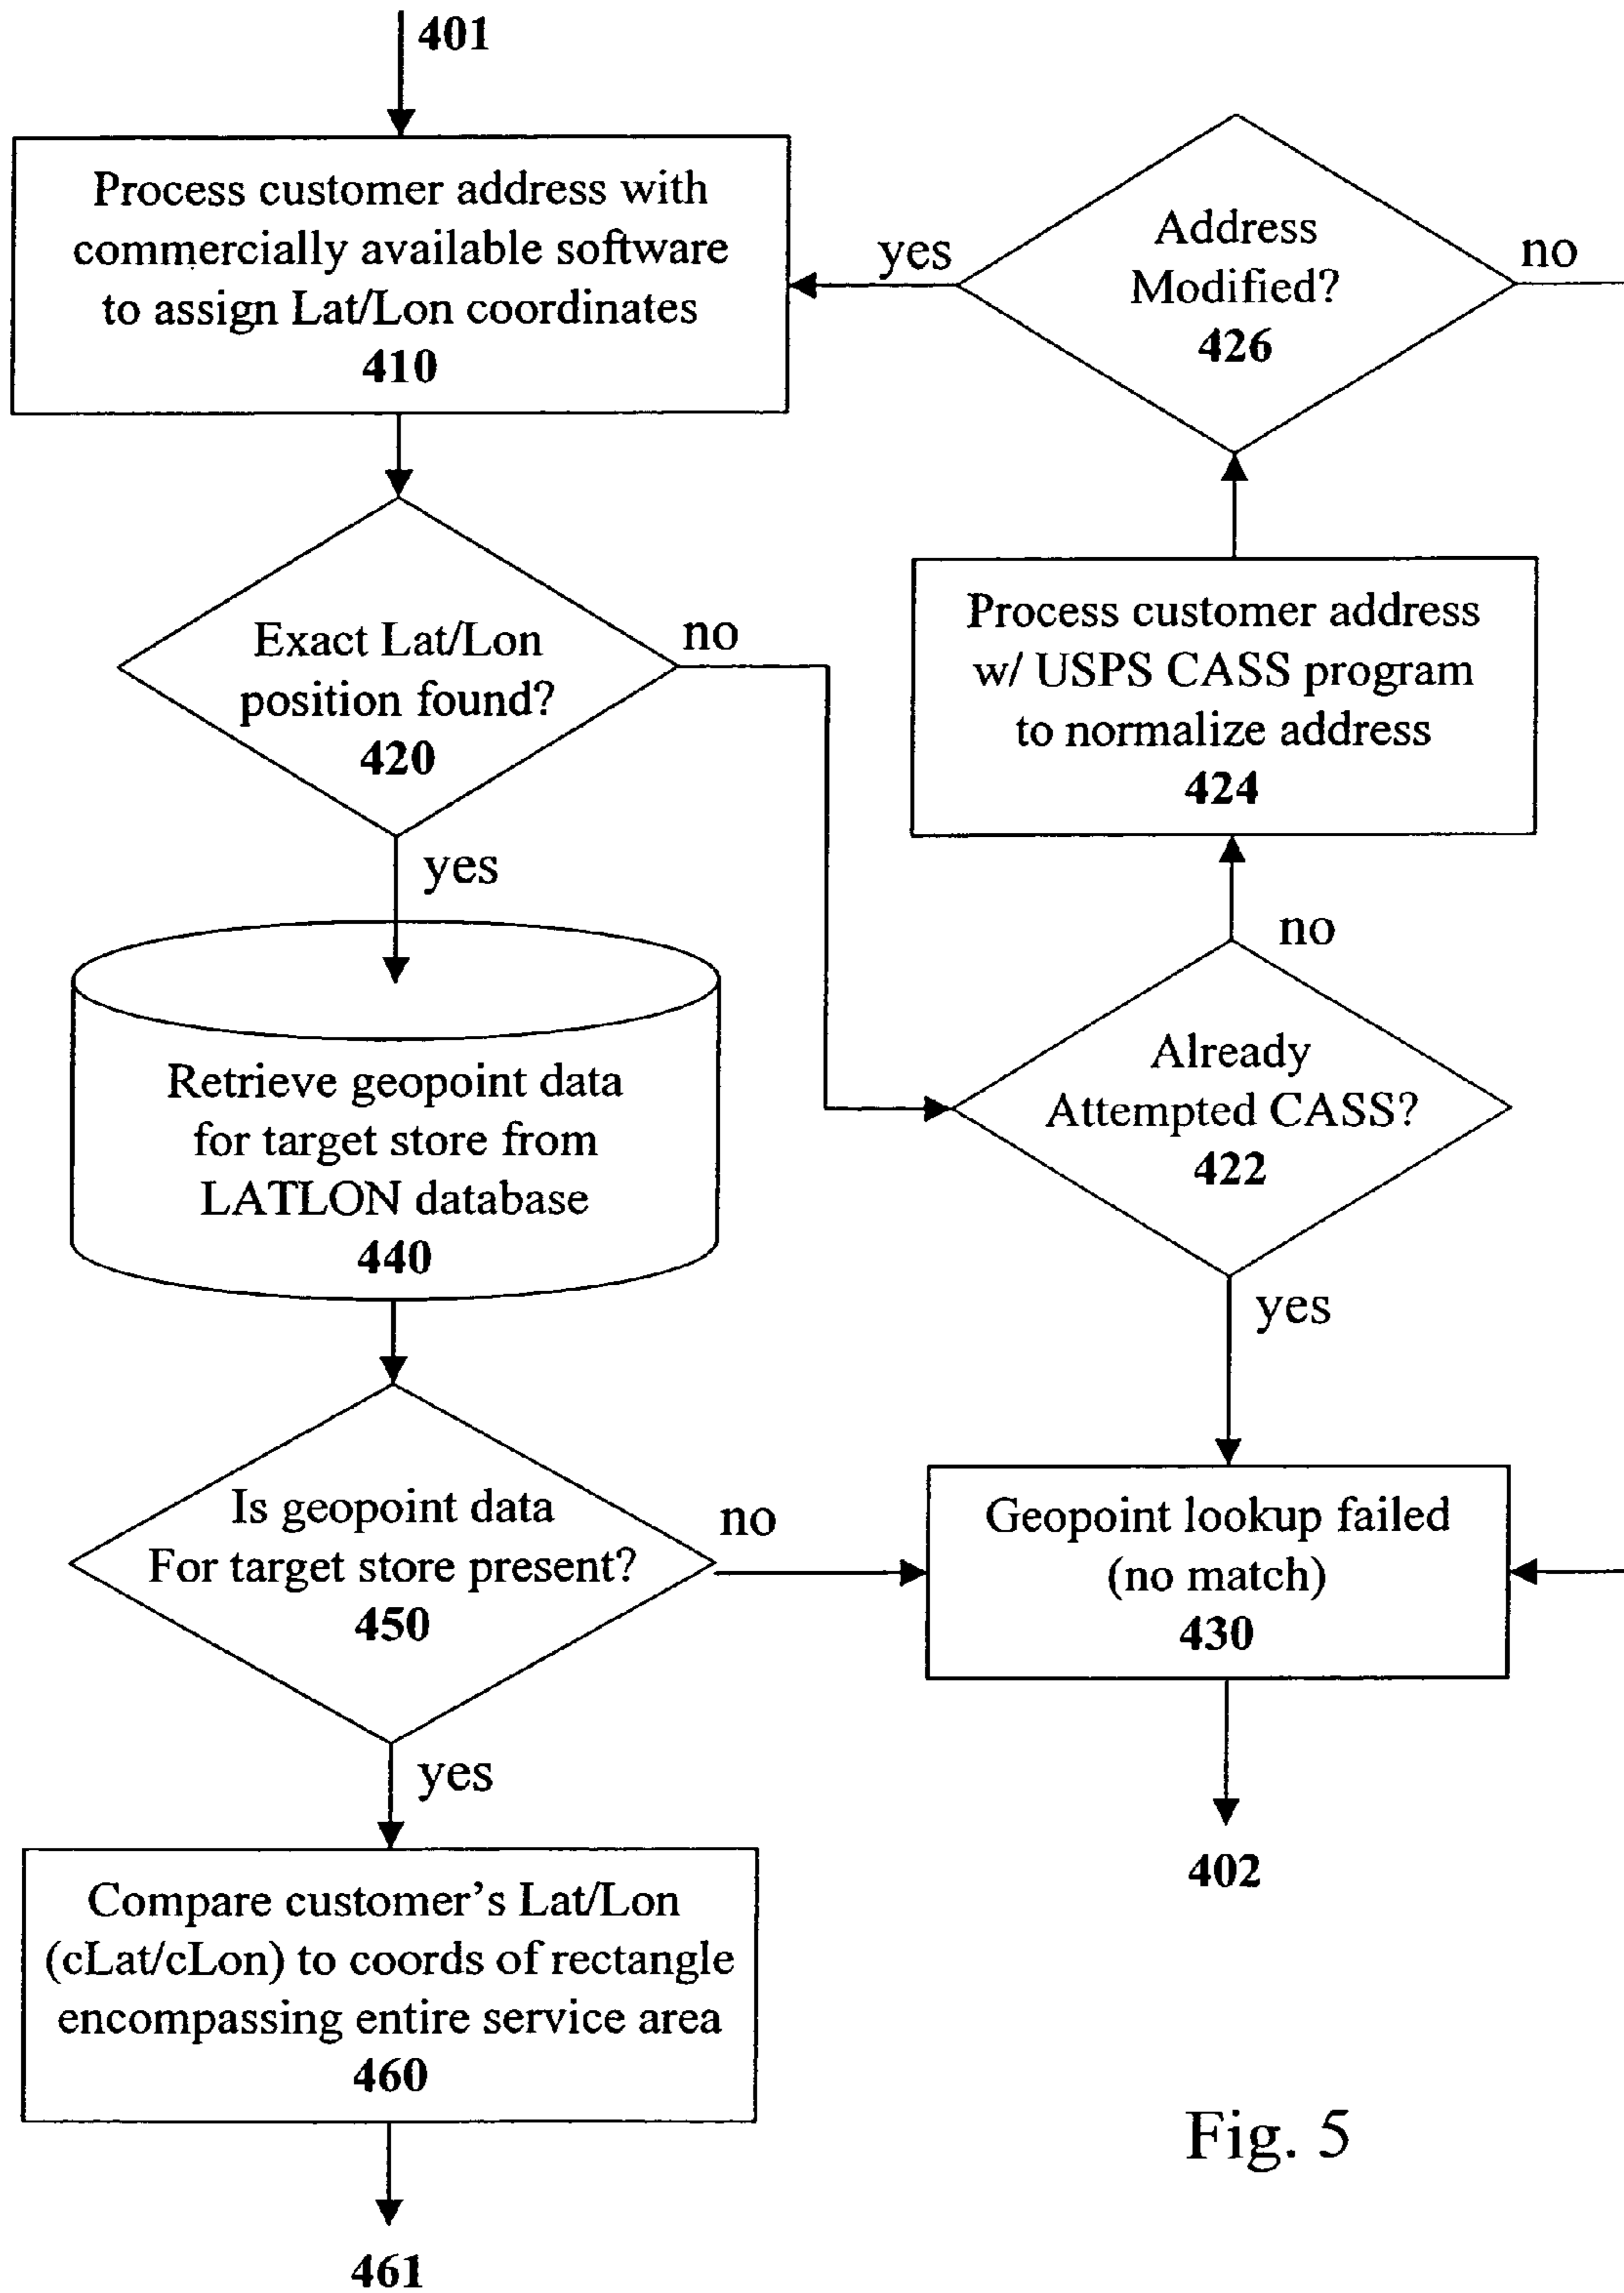 401
Process customer address with
commercially available software
to assign Lat/Lon coordinates
410
Address
Modified?
426
yes
no
Exact Lat/Lon
position found?
420
no
yes
Process customer address
w/ USPS CASS program
to normalize address
424
no
Already
Attempted CASS?
422
yes
Retrieve geopoint data
for target store from
LATLON database
440
Is geopoint data
For target store present?
450
no
yes
Geopoint lookup failed
(no match)
430
402
Compare customer's Lat/Lon
(cLat/cLon) to coords of rectangle
encompassing entire service area
460
461
Fig. 5